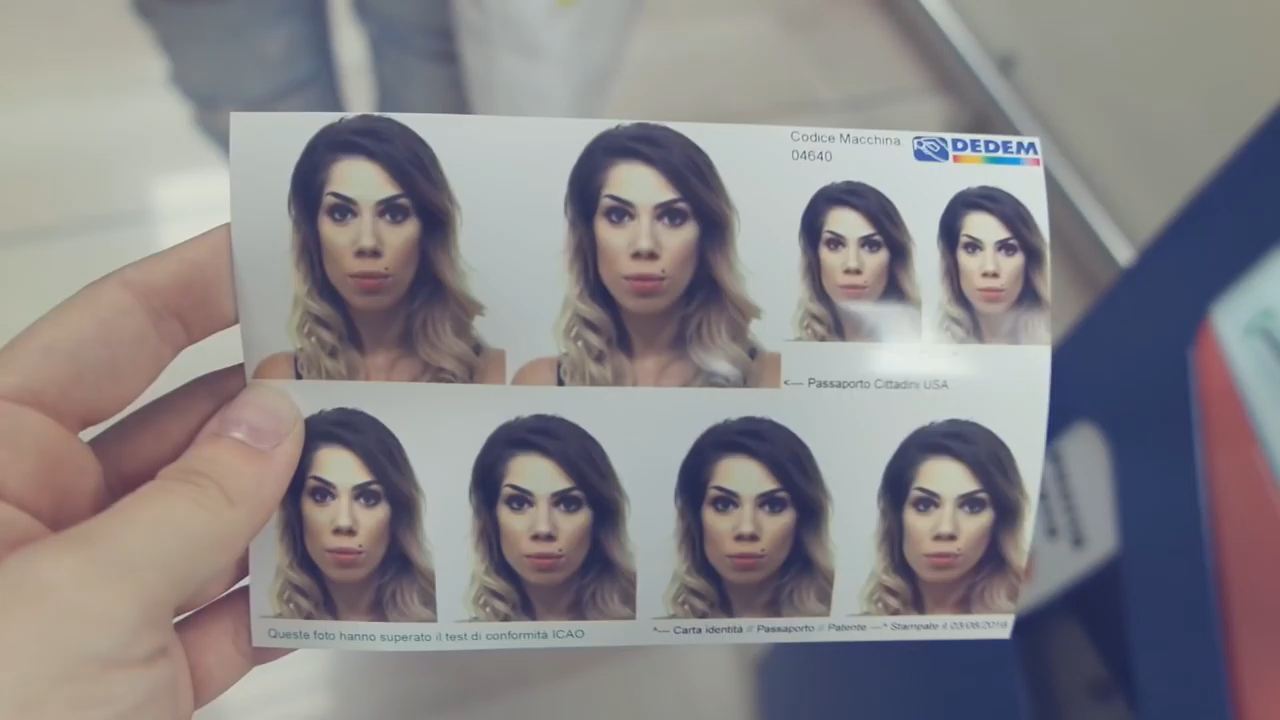 Codice Macchina:
04640
DEDEM
<--- Passaporto Cittadini USA
Queste foto hanno superato il test di conformità ICAO
^--- Carta identità // Passaporto // Patente ---^ Stampate il 03/08/2016